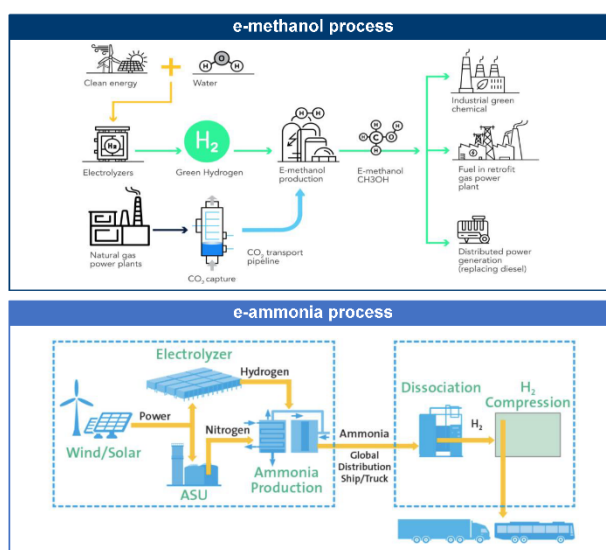 e-methanol process
Clean energy
Water
Electrolyzers
H2
Green Hydrogen
E-methanol
production
E-methanol
CH3OH
Industrial green
chemical
Fuel in retrofit
gas power
plant
Distributed power
generation
(replacing diesel)
Natural gas
power plants
CO2 capture
CO2 transport
pipeline
H
O
H
H2
H
H
H
C
O
H
H
H
e-ammonia process
Electrolyzer
Hydrogen
Power
Wind/Solar
Nitrogen
ASU
Ammonia
Production
Ammonia
Global
Distribution
Ship/Truck
Dissociation
H2
H2
Compression